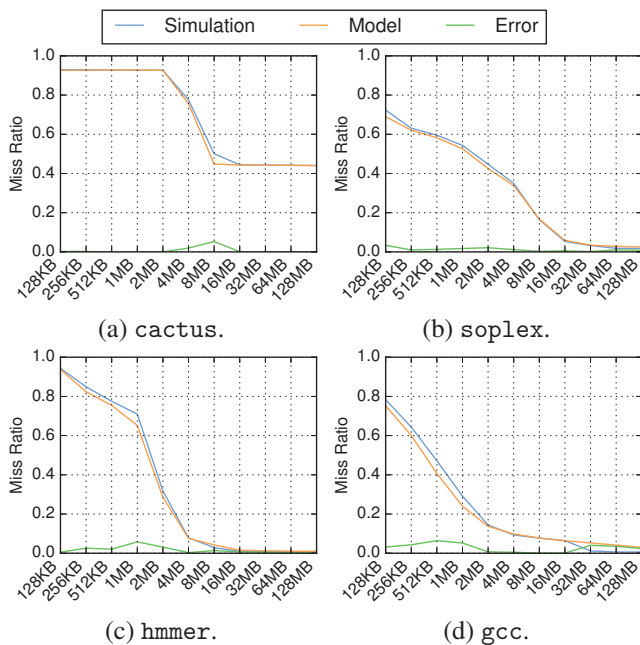 Simulation Model Error
1.0
0.8
0.6
0.4
0.2
0.0
Miss Ratio
128KB 256KB 512KB 1MB 2MB 4MB 8MB 16MB 32MB 64MB 128MB
(a) cactus.
1.0
0.8
0.6
0.4
0.2
0.0
Miss Ratio
128KB 256KB 512KB 1MB 2MB 4MB 8MB 16MB 32MB 64MB 128MB
(b) soplex.
1.0
0.8
0.6
0.4
0.2
0.0
Miss Ratio
128KB 256KB 512KB 1MB 2MB 4MB 8MB 16MB 32MB 64MB 128MB
(c) hmmer.
1.0
0.8
0.6
0.4
0.2
0.0
Miss Ratio
128KB 256KB 512KB 1MB 2MB 4MB 8MB 16MB 32MB 64MB 128MB
(d) gcc.